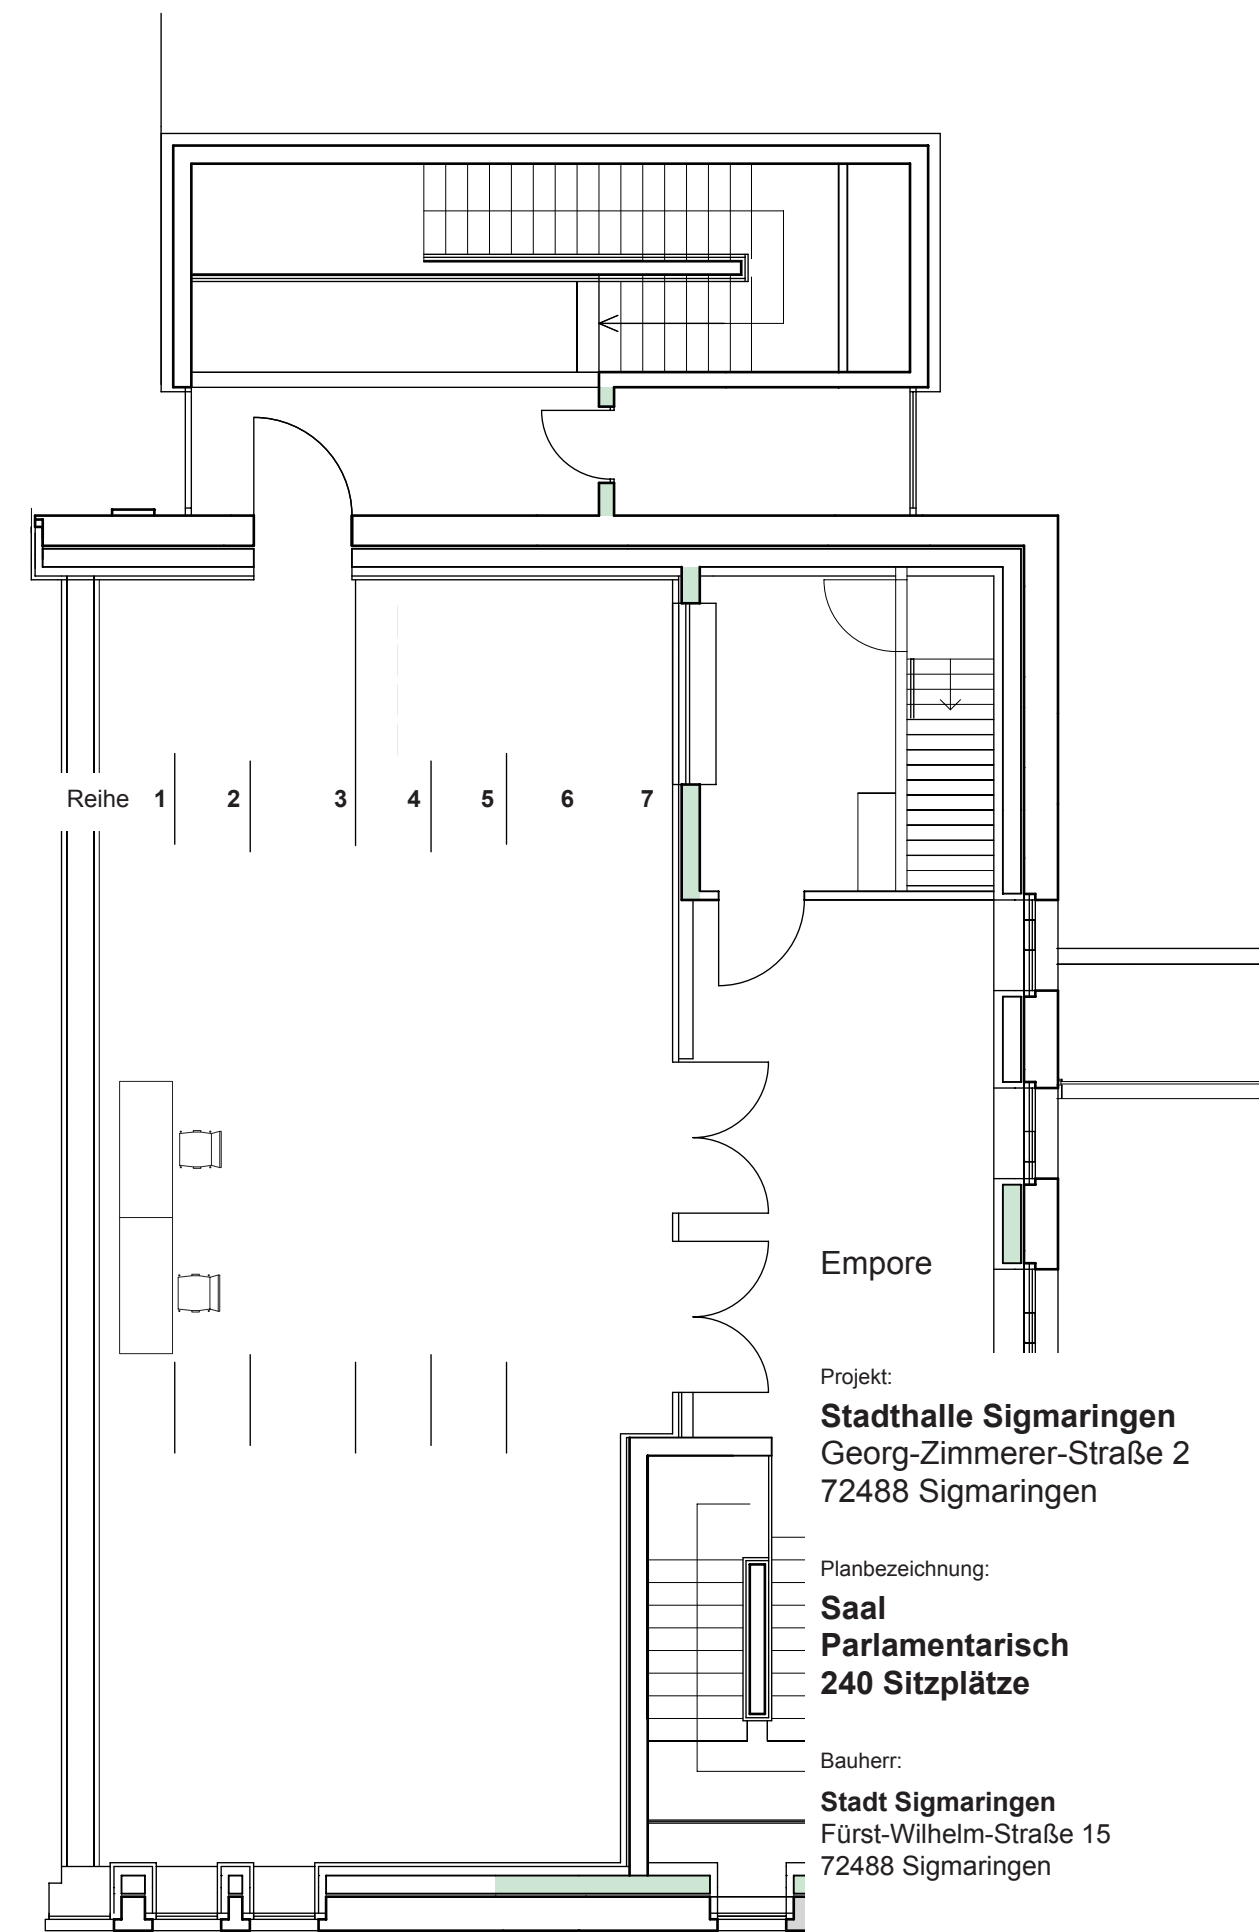 Reihe 1 2 3 4 5 6 7
Empore
Projekt:
Stadthalle Sigmaringen
Georg-Zimmerer-Straße 2
72488 Sigmaringen
Planbezeichnung:
Saal
Parlamentarisch
240 Sitzplätze
Bauherr:
Stadt Sigmaringen
Fürst-Wilhelm-Straße 15
72488 Sigmaringen